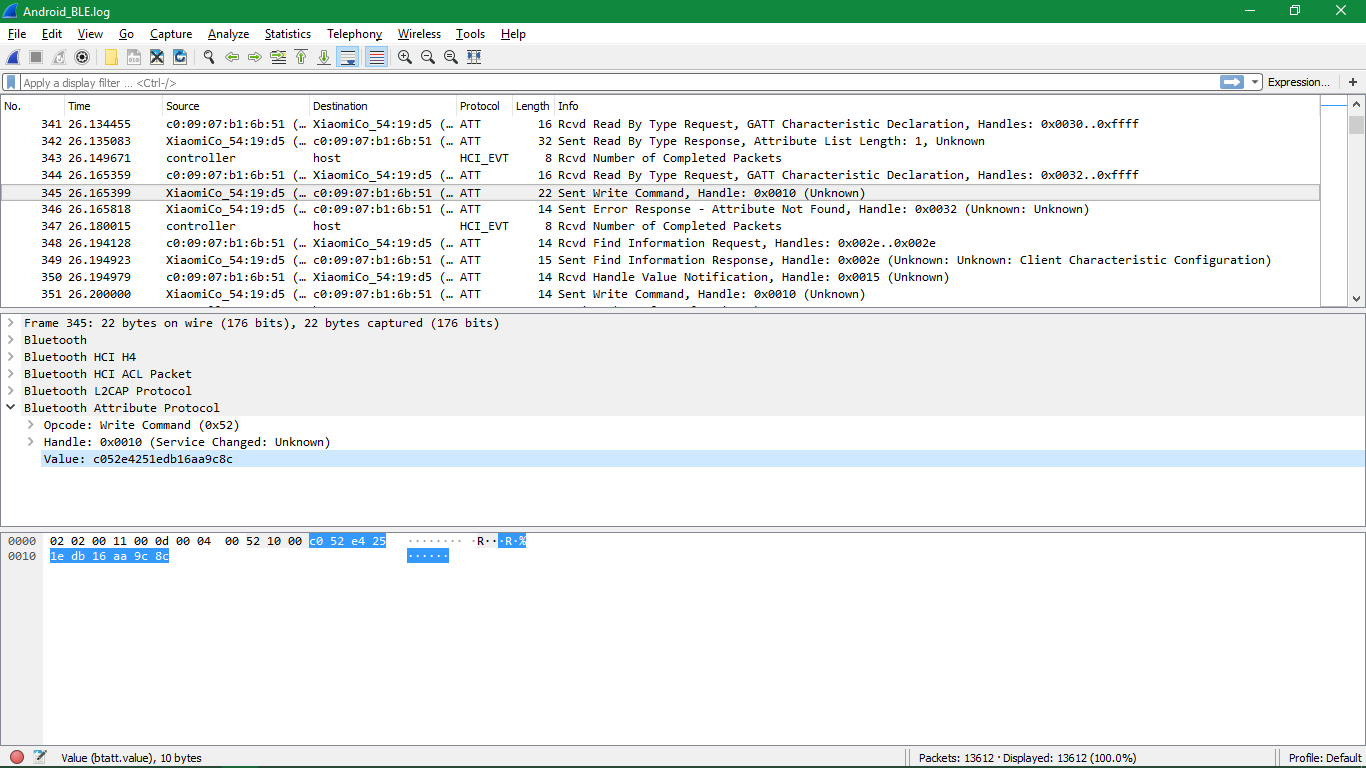 Android_BLE.log
File Edit View Go Capture Analyze Statistics Telephony Wireless Tools Help
Apply a display filter … <Ctrl-/> Expression… +
No. Time Source Destination Protocol Length Info
341 26.134455 c0:09:07:b1:6b:51 (… XiaomiCo_54:19:d5 (… ATT 16 Rcvd Read By Type Request, GATT Characteristic Declaration, Handles: 0x0030..0xffff
342 26.135083 XiaomiCo_54:19:d5 (… c0:09:07:b1:6b:51 (… ATT 32 Sent Read By Type Response, Attribute List Length: 1, Unknown
343 26.149671 controller host HCI_EVT 8 Rcvd Number of Completed Packets
344 26.165359 c0:09:07:b1:6b:51 (… XiaomiCo_54:19:d5 (… ATT 16 Rcvd Read By Type Request, GATT Characteristic Declaration, Handles: 0x0032..0xffff
345 26.165399 XiaomiCo_54:19:d5 (… c0:09:07:b1:6b:51 (… ATT 22 Sent Write Command, Handle: 0x0010 (Unknown)
346 26.165818 XiaomiCo_54:19:d5 (… c0:09:07:b1:6b:51 (… ATT 14 Sent Error Response - Attribute Not Found, Handle: 0x0032 (Unknown: Unknown)
347 26.180015 controller host HCI_EVT 8 Rcvd Number of Completed Packets
348 26.194128 c0:09:07:b1:6b:51 (… XiaomiCo_54:19:d5 (… ATT 14 Rcvd Find Information Request, Handles: 0x002e..0x002e
349 26.194923 XiaomiCo_54:19:d5 (… c0:09:07:b1:6b:51 (… ATT 15 Sent Find Information Response, Handle: 0x002e (Unknown: Unknown: Client Characteristic Configuration)
350 26.194979 c0:09:07:b1:6b:51 (… XiaomiCo_54:19:d5 (… ATT 14 Rcvd Handle Value Notification, Handle: 0x0015 (Unknown)
351 26.200000 XiaomiCo_54:19:d5 (… c0:09:07:b1:6b:51 (… ATT 14 Sent Write Command, Handle: 0x0010 (Unknown)
Frame 345: 22 bytes on wire (176 bits), 22 bytes captured (176 bits)
Bluetooth
Bluetooth HCI H4
Bluetooth HCI ACL Packet
Bluetooth L2CAP Protocol
Bluetooth Attribute Protocol
Opcode: Write Command (0x52)
Handle: 0x0010 (Service Changed: Unknown)
Value: c052e4251edb16aa9c8c
0000 02 02 00 11 00 0d 00 04 00 52 10 00 c0 52 e4 25 ········ ·R···R·%
0010 1e db 16 aa 9c 8c ······
Value (btatt.value), 10 bytes Packets: 13612 · Displayed: 13612 (100.0%) Profile: Default